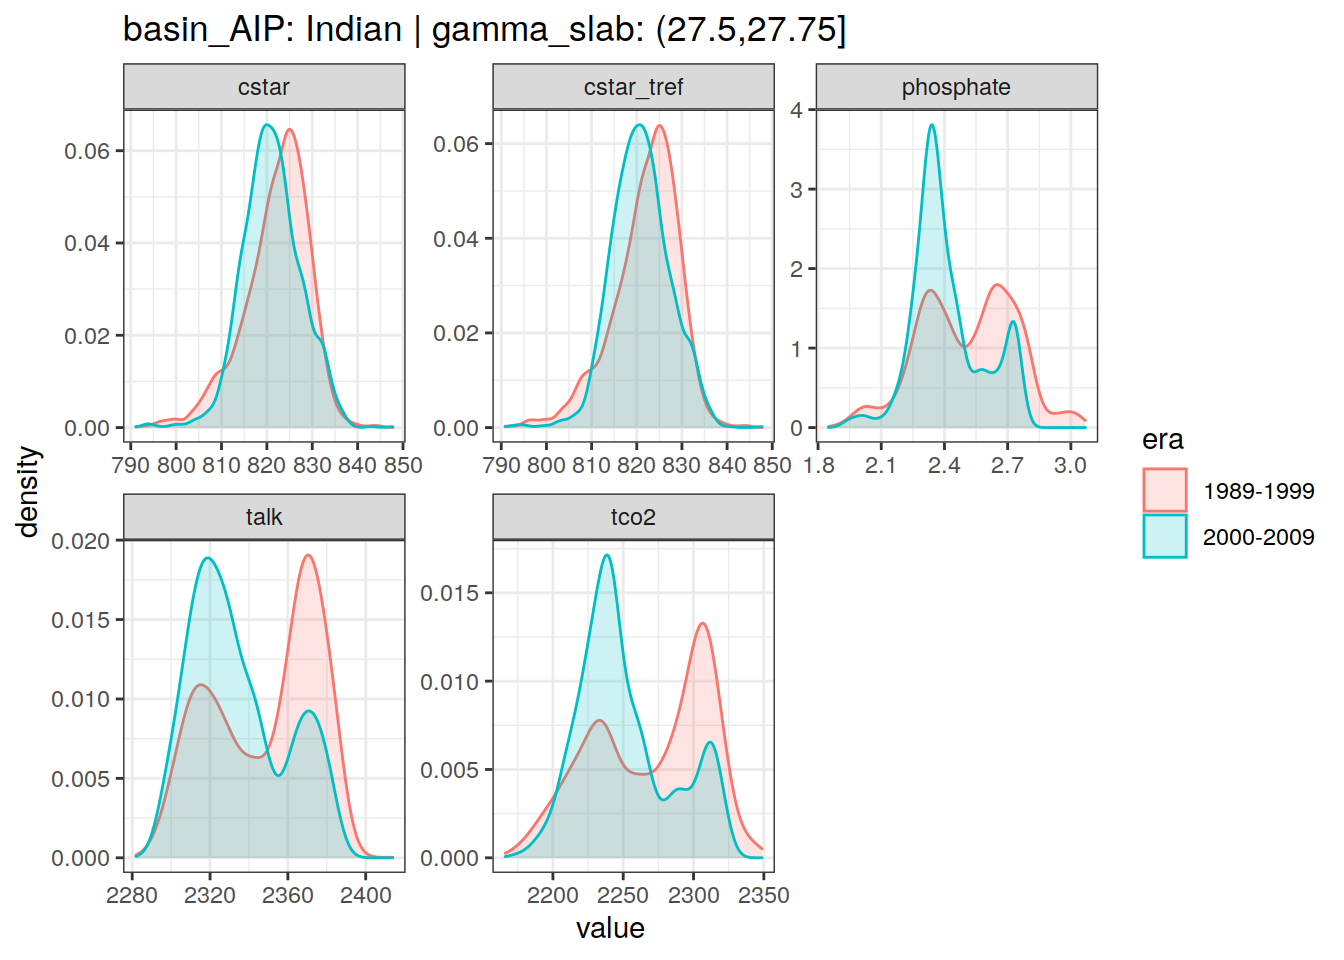 basin_AIP: Indian | gamma_slab: (27.5,27.75]
cstar
cstar_tref
phosphate
0.06
0.04
0.02
0.00
790 800 810 820 830 840 850
0.06
0.04
0.02
0.00
790 800 810 820 830 840 850
4
3
2
1
0
1.8 2.1 2.4 2.7 3.0
talk
tco2
0.020
0.015
0.010
0.005
0.000
2280 2320 2360 2400
0.015
0.010
0.005
0.000
2200 2250 2300 2350
density
value
era
1989-1999
2000-2009